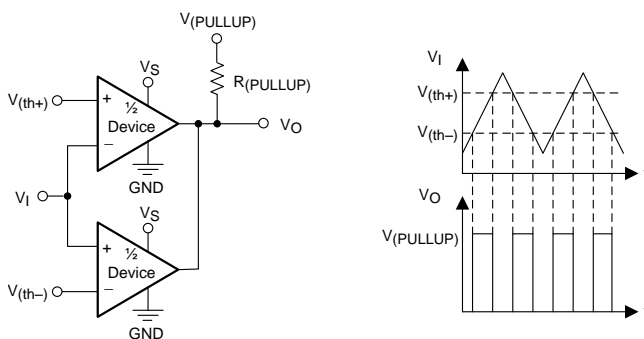 V(PULLUP)
R(PULLUP)
VS
V(th+)
+
½
Device
−
VO
GND
VI
VS
+
½
Device
V(th−)
−
GND
VI
V(th+)
V(th−)
VO
V(PULLUP)